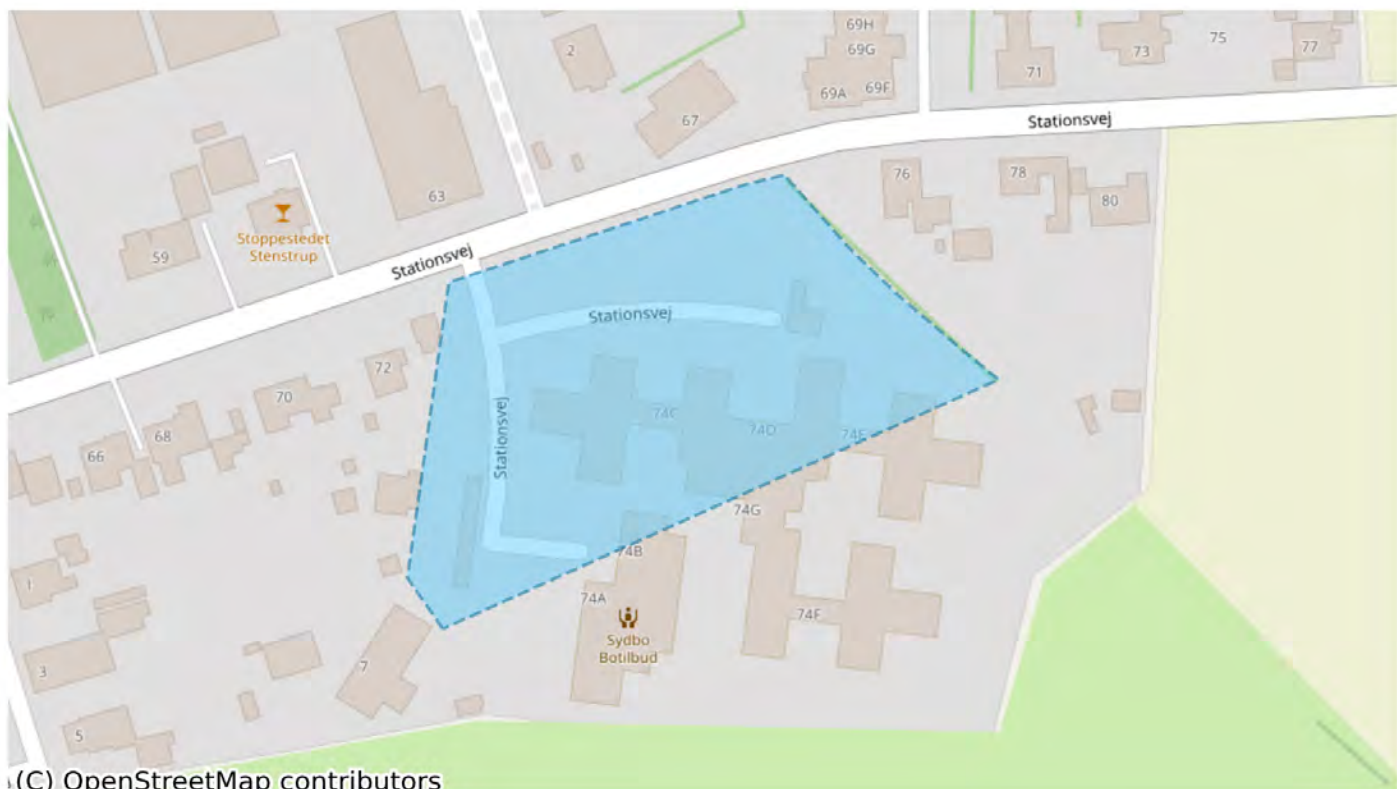 69H
2
69G
75
73
77
71
69A
69F
67
Stationsvej
76
78
80
63
Stoppestedet
Stenstrup
59
Stationsvej
Stationsvej
72
70
74C
74D
74E
68
66
Stationsvej
74G
74B
1
74A
74F
Sydbo
Botilbud
7
3
5
(C) OpenStreetMap contributors